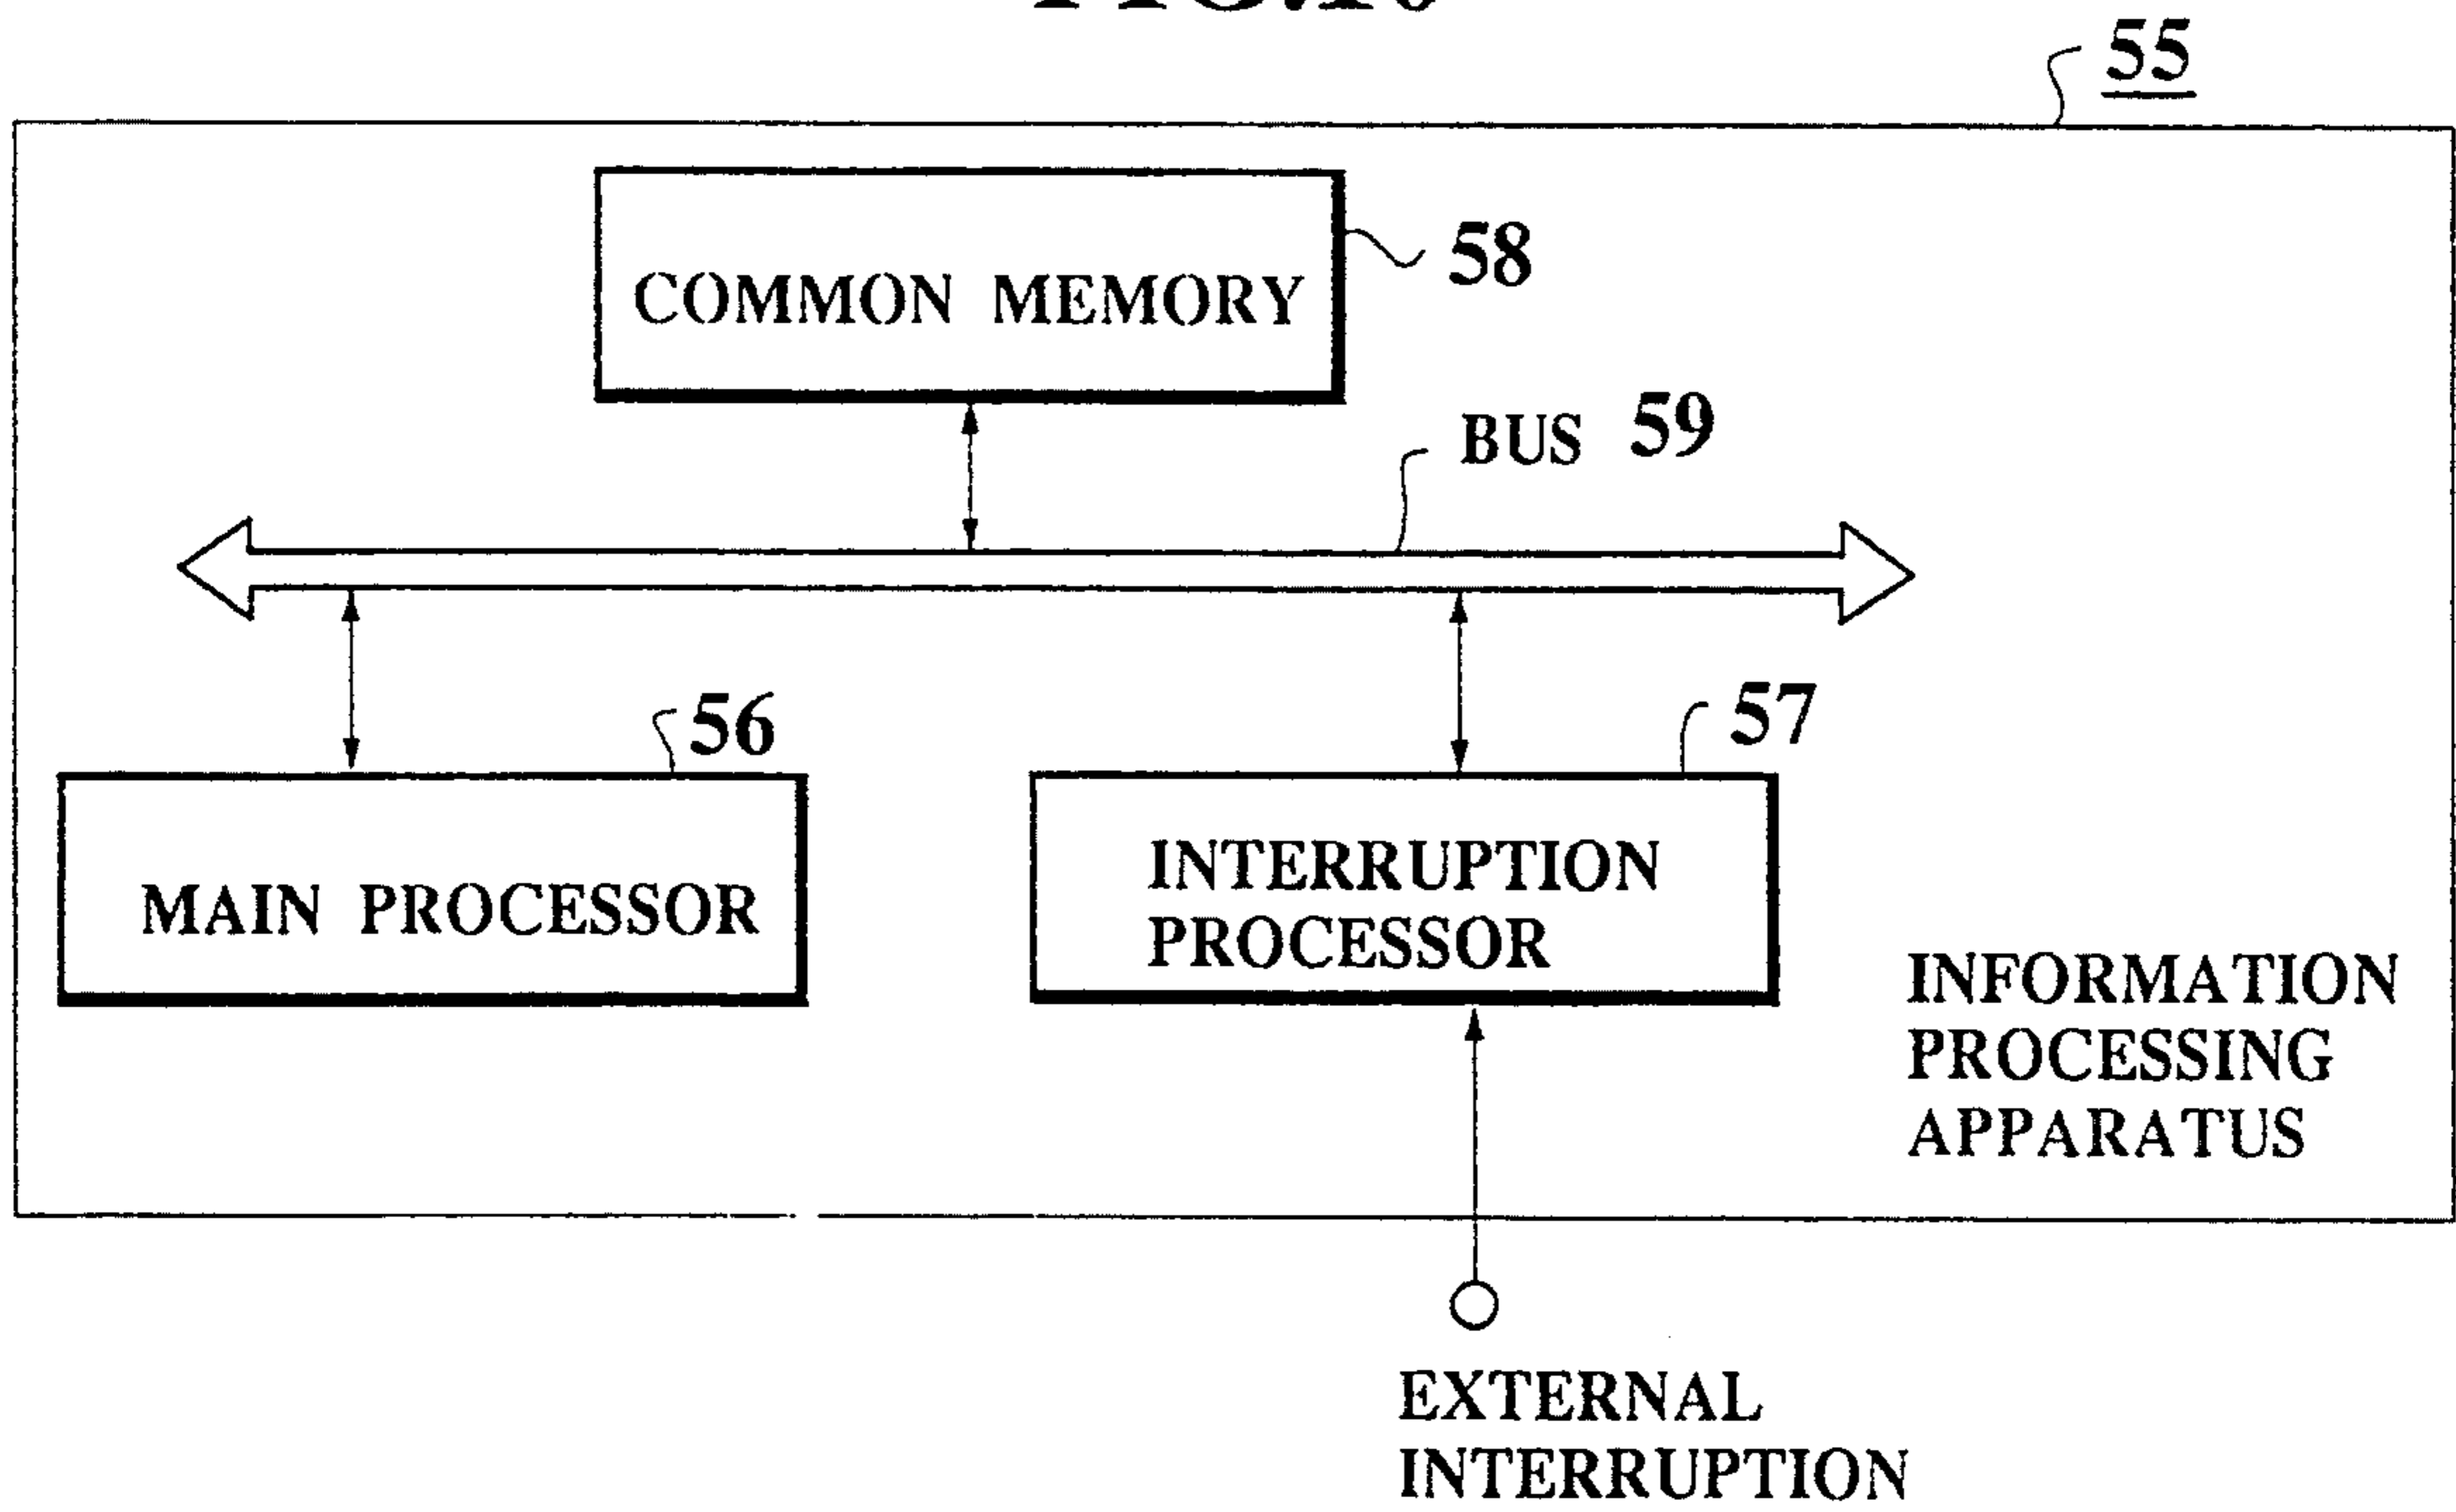 55
COMMON MEMORY
58
BUS 59
56
57
MAIN PROCESSOR
INTERRUPTION
PROCESSOR
INFORMATION
PROCESSING
APPARATUS
EXTERNAL
INTERRUPTION